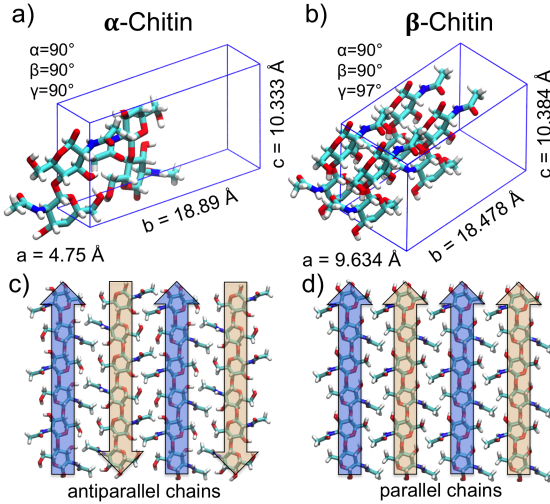 a) α-Chitin
α=90°
β=90°
γ=90°
a = 4.75 Å
b = 18.89 Å
c = 10.333 Å
b) β-Chitin
α=90°
β=90°
γ=97°
a = 9.634 Å
b = 18.478 Å
c = 10.384 Å
c)
antiparallel chains
d)
parallel chains